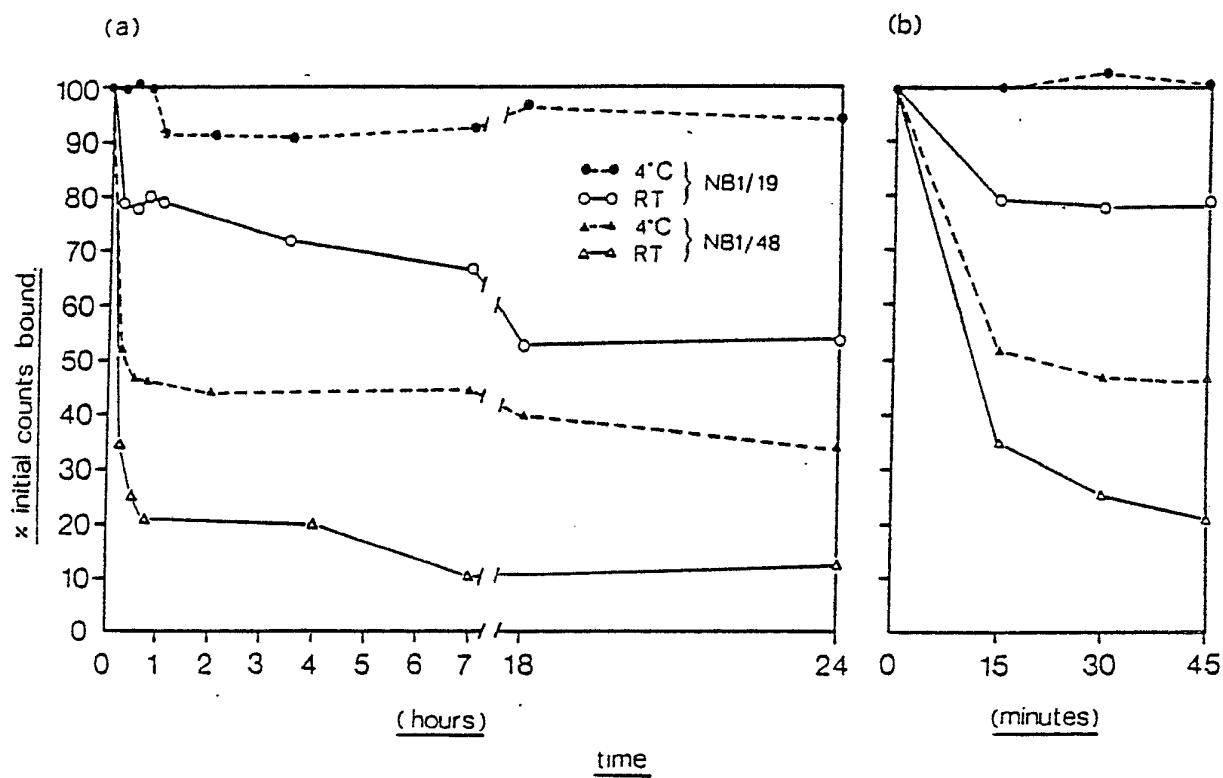 (a)
(b)
100
90
80
70
60
50
40
30
20
10
0
% initial counts bound.
4°C
RT
} NB1/19
4°C
RT
} NB1/48
0 1 2 3 4 5 6 7 18 24
0 15 30 45
(hours)
(minutes)
time